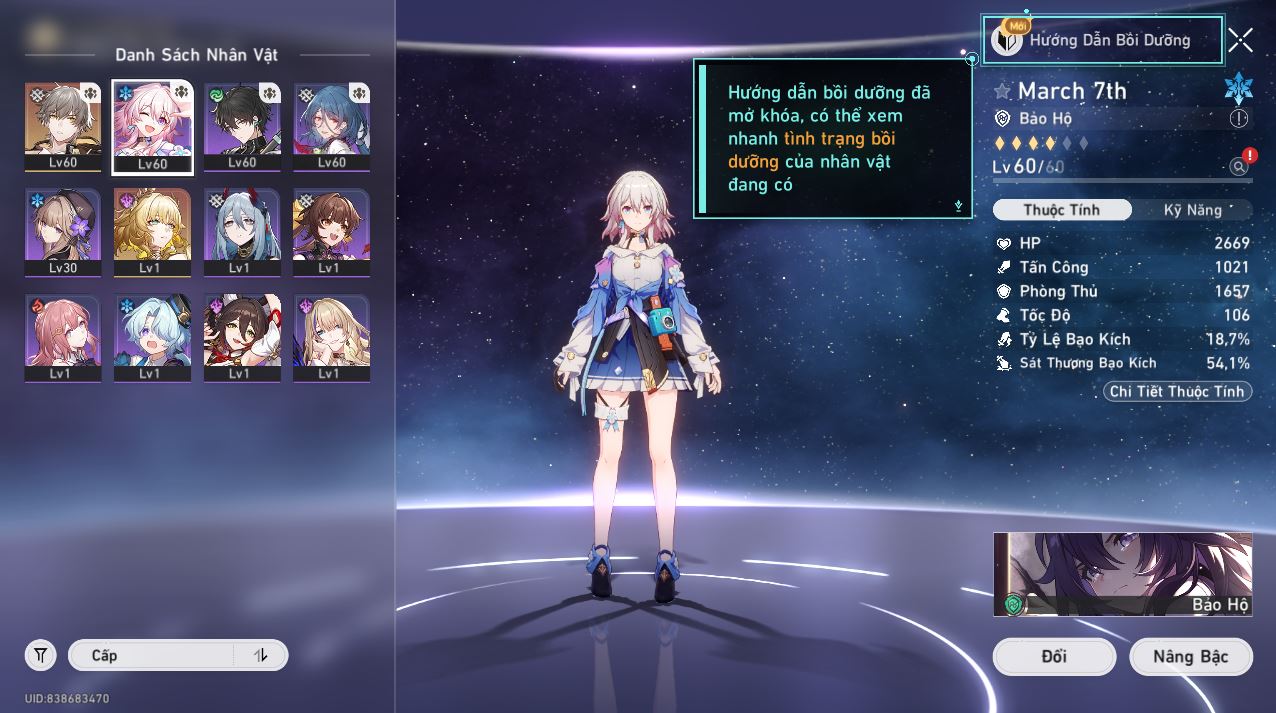 Danh Sách Nhân Vật
Lv60
Lv60
Lv60
Lv60
Lv30
Lv1
Lv1
Lv1
Lv1
Lv1
Lv1
Lv1
Cấp
UID:838683470
Hướng dẫn bồi dưỡng đã
mở khóa, có thể xem
nhanh tình trạng bồi
dưỡng của nhân vật
đang có
Mới
Hướng Dẫn Bồi Dưỡng
March 7th
Bảo Hộ
Lv60/60
Thuộc Tính
Kỹ Năng
HP 2669
Tấn Công 1021
Phòng Thủ 1657
Tốc Độ 106
Tỷ Lệ Bạo Kích 18,7%
Sát Thương Bạo Kích 54,1%
Chi Tiết Thuộc Tính
Bảo Hộ
Đổi
Nâng Bậc